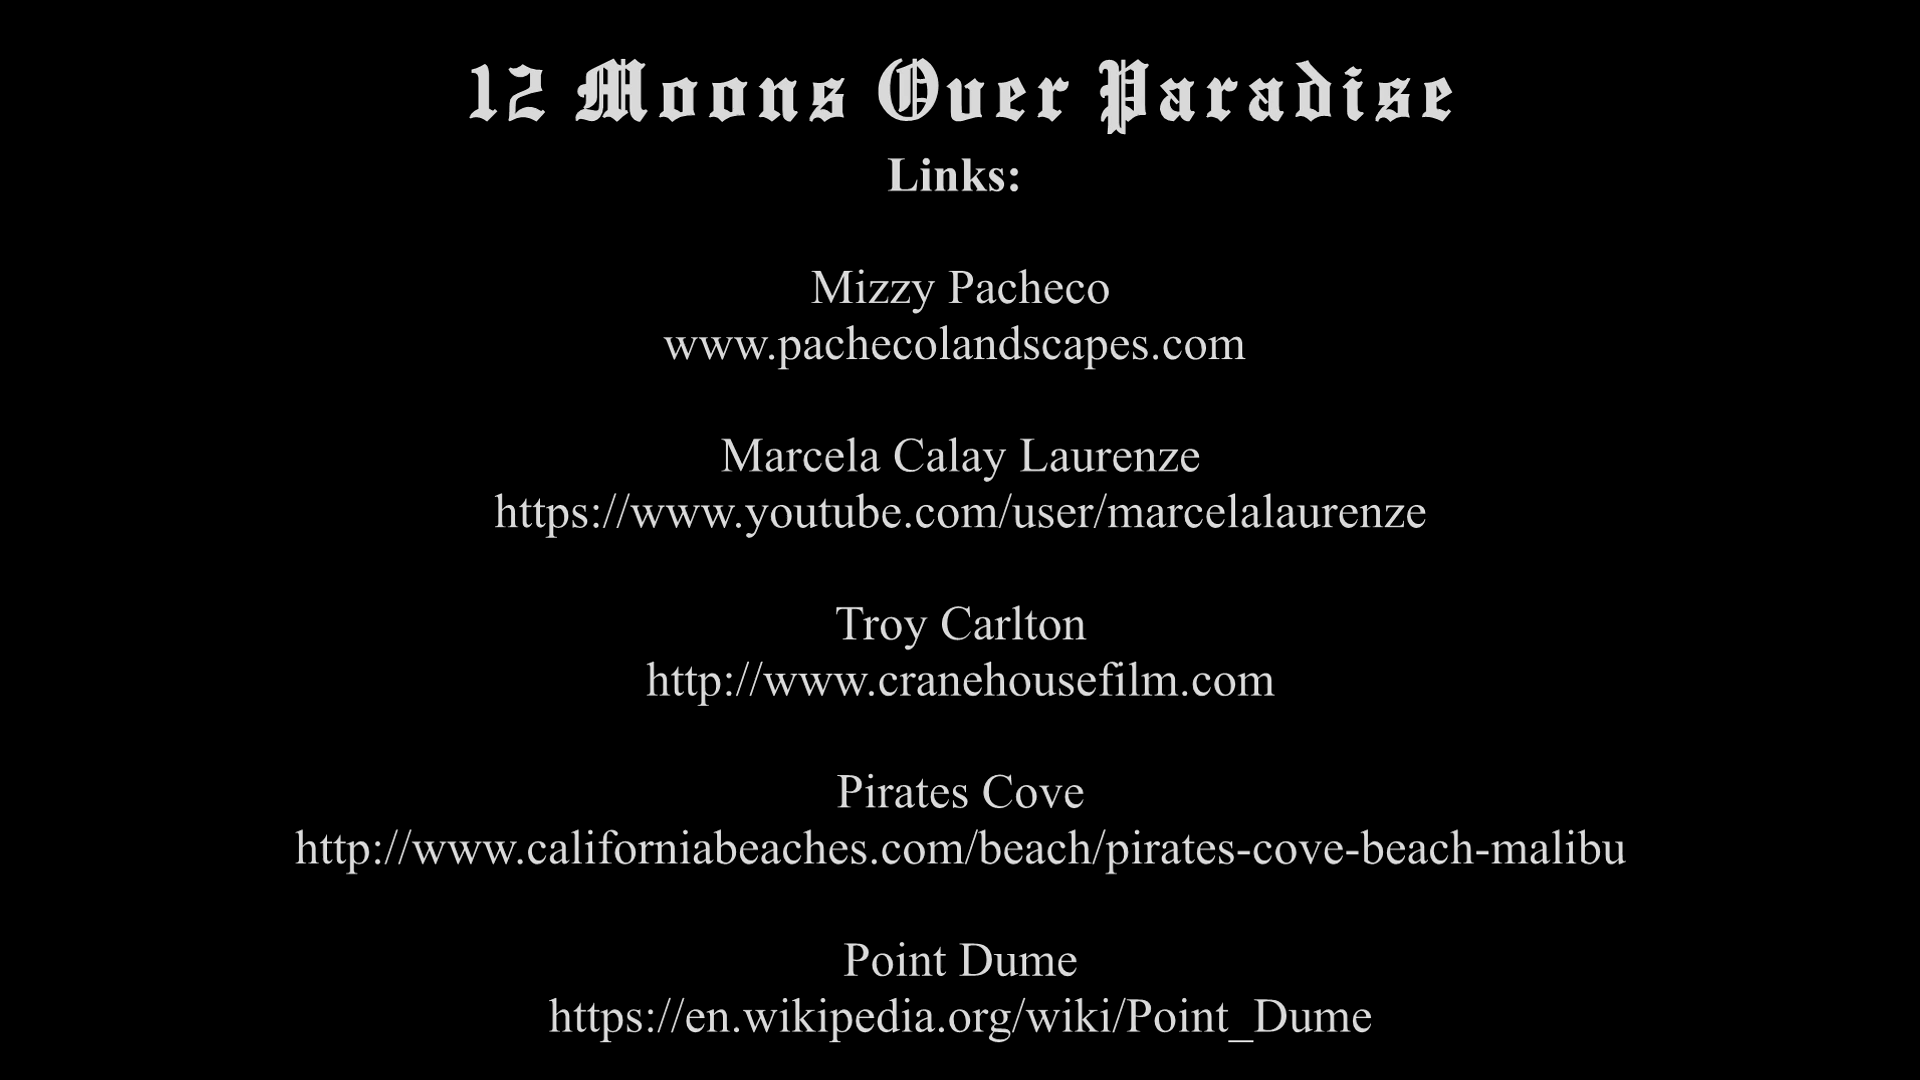 12 Moons Over Paradise
Links:
Mizzy Pacheco
www.pachecolandscapes.com
Marcela Calay Laurenze
https://www.youtube.com/user/marcelalaurenze
Troy Carlton
http://www.cranehousefilm.com
Pirates Cove
http://www.californiabeaches.com/beach/pirates-cove-beach-malibu
Point Dume
https://en.wikipedia.org/wiki/Point_Dume